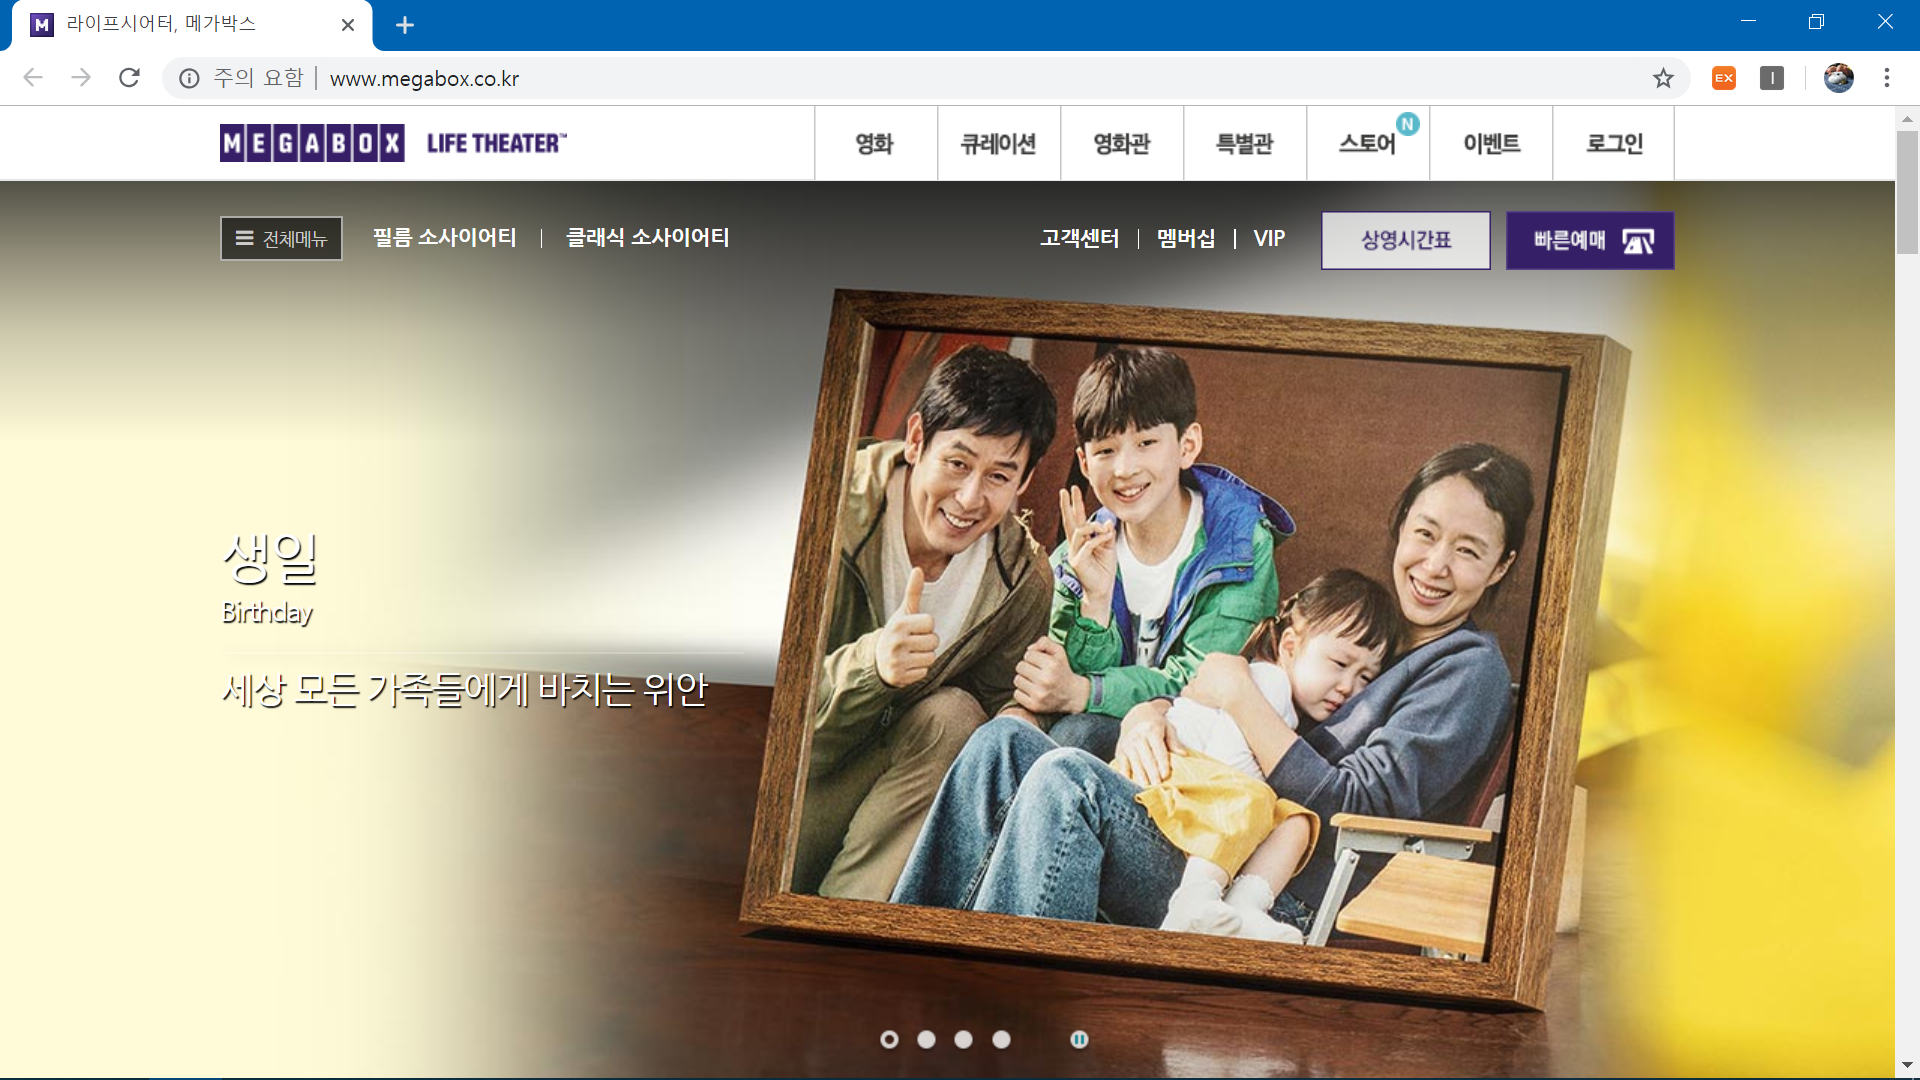 M 라이프시어터, 메가박스
주의 요함 | www.megabox.co.kr
EX
I
MEGABOX LIFE THEATER™
영화 큐레이션 영화관 특별관 스토어 N 이벤트 로그인
전체메뉴 필름 소사이어티 | 클래식 소사이어티 고객센터 | 멤버십 | VIP 상영시간표 빠른예매
생일
Birthday
세상 모든 가족들에게 바치는 위안